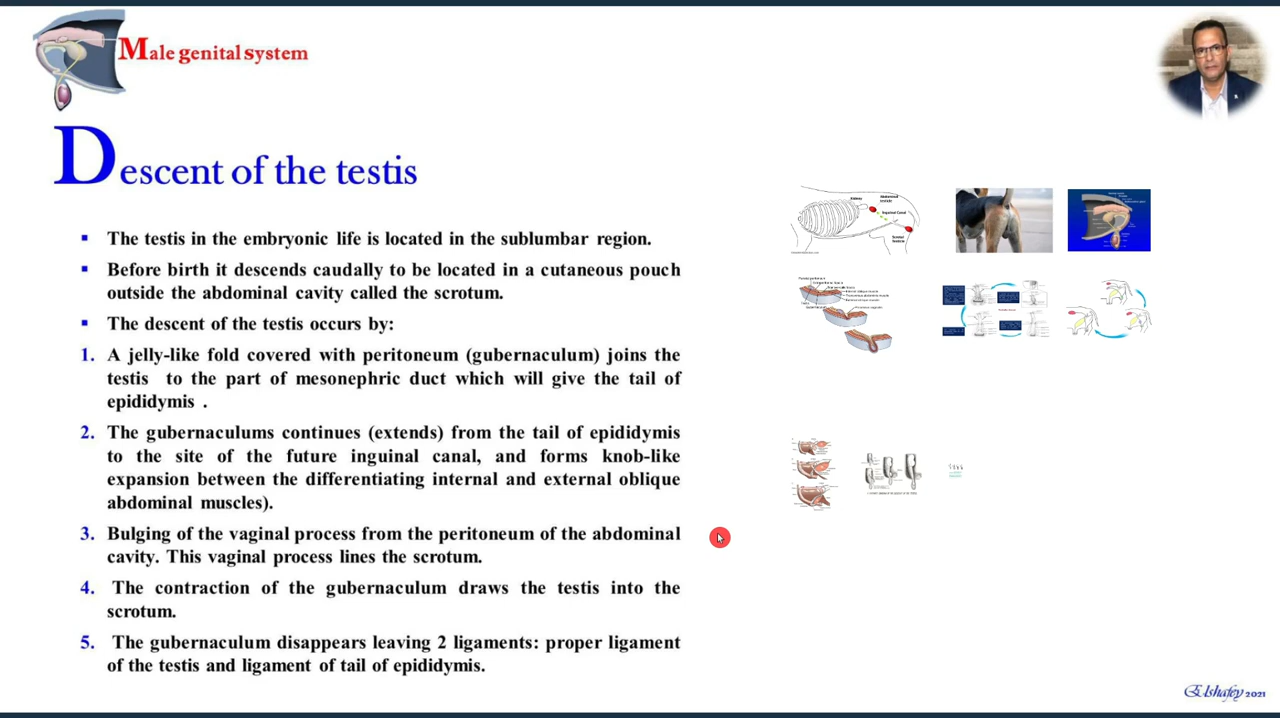 Male genital system
Descent of the testis
▪ The testis in the embryonic life is located in the sublumbar region.
▪ Before birth it descends caudally to be located in a cutaneous pouch
outside the abdominal cavity called the scrotum.
▪ The descent of the testis occurs by:
1. A jelly-like fold covered with peritoneum (gubernaculum) joins the
testis to the part of mesonephric duct which will give the tail of
epididymis .
2. The gubernaculums continues (extends) from the tail of epididymis
to the site of the future inguinal canal, and forms knob-like
expansion between the differentiating internal and external oblique
abdominal muscles).
3. Bulging of the vaginal process from the peritoneum of the abdominal
cavity. This vaginal process lines the scrotum.
4. The contraction of the gubernaculum draws the testis into the
scrotum.
5. The gubernaculum disappears leaving 2 ligaments: proper ligament
of the testis and ligament of tail of epididymis.
Kidney
Abdominal
testicle
Inguinal Canal
Scrotal
Testicle
Elshafey 2021